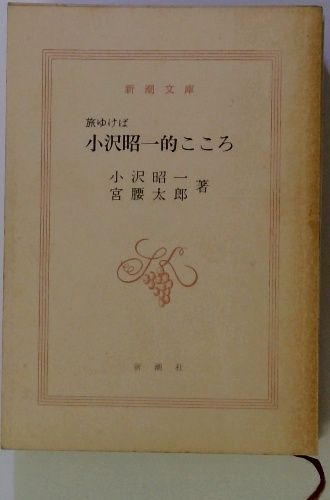 新潮文庫
旅ゆけば
小沢昭一的こころ
小沢昭一
宮腰太郎 著
新潮社